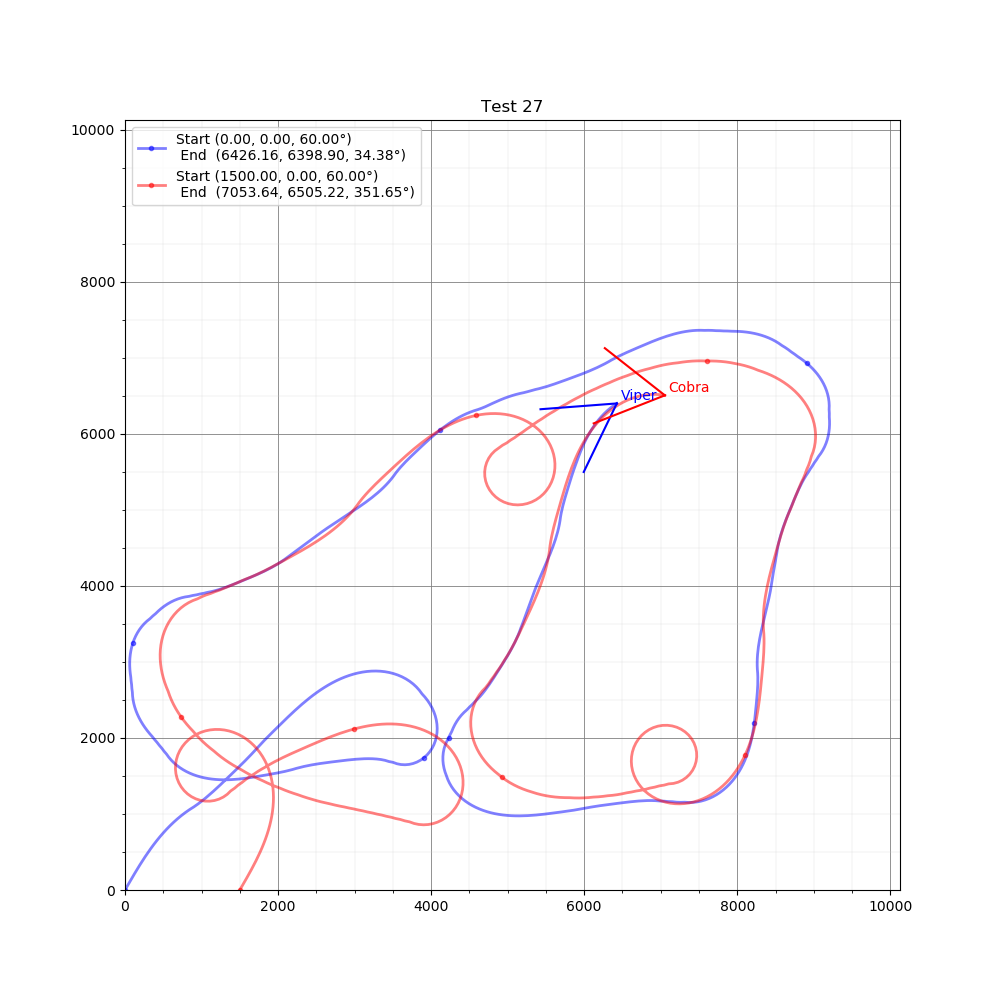 Test 27
Start (0.00, 0.00, 60.00°)
End (6426.16, 6398.90, 34.38°)
Start (1500.00, 0.00, 60.00°)
End (7053.64, 6505.22, 351.65°)
10000
8000
6000
4000
2000
0
Viper
Cobra
0 2000 4000 6000 8000 10000